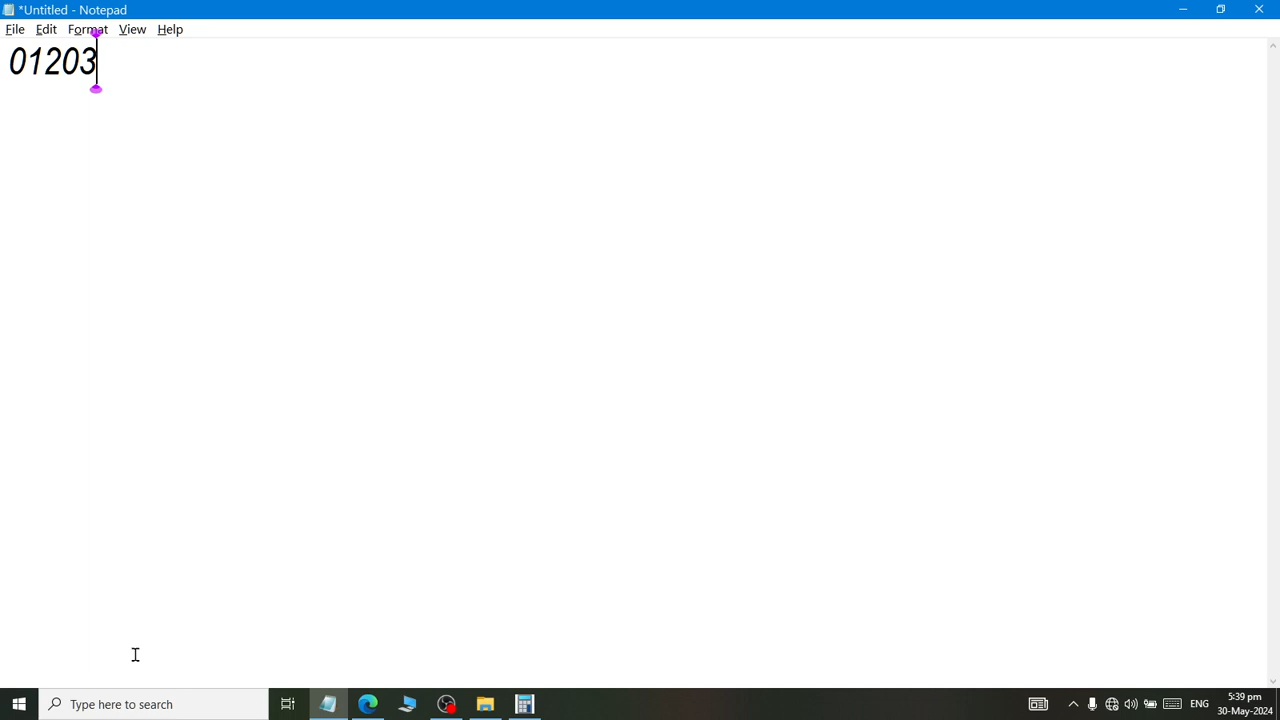 *Untitled - Notepad
File Edit Format View Help
01203
Type here to search
ENG
5:39 pm
30-May-2024